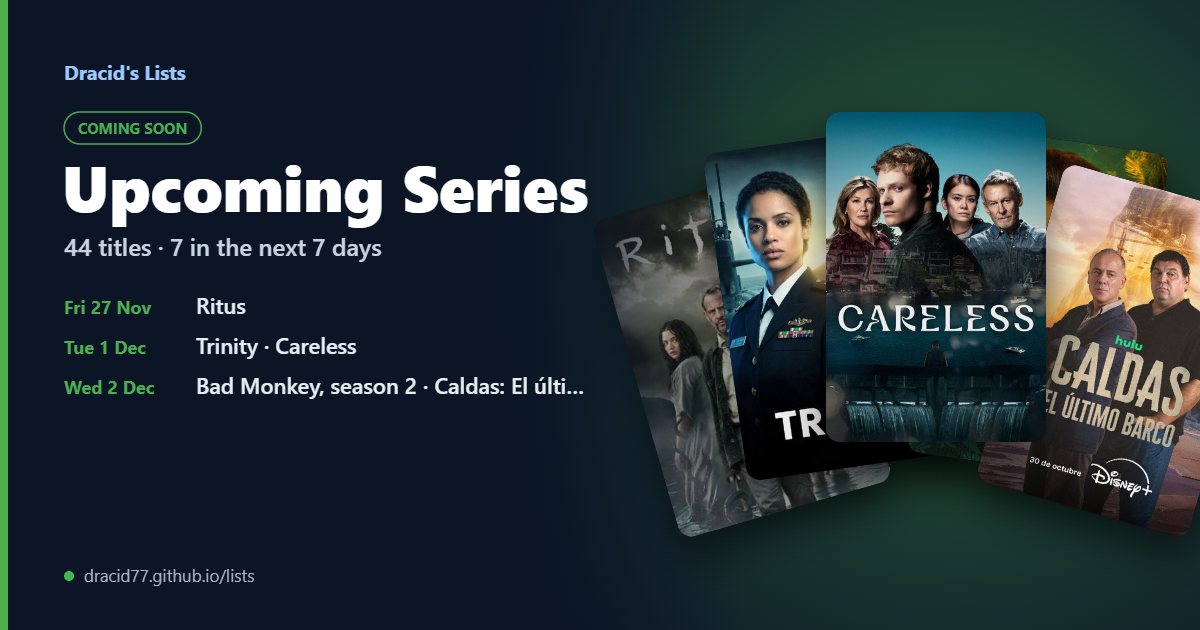 Dracid's Lists
COMING SOON
Upcoming Series
44 titles · 7 in the next 7 days
Fri 27 Nov Ritus
Tue 1 Dec Trinity · Careless
Wed 2 Dec Bad Monkey, season 2 · Caldas: El últi...
dracid77.github.io/lists
RiT
TR
CARELESS
hulu
CALDAS
EL ÚLTIMO BARCO
30 de octubre
Disney+